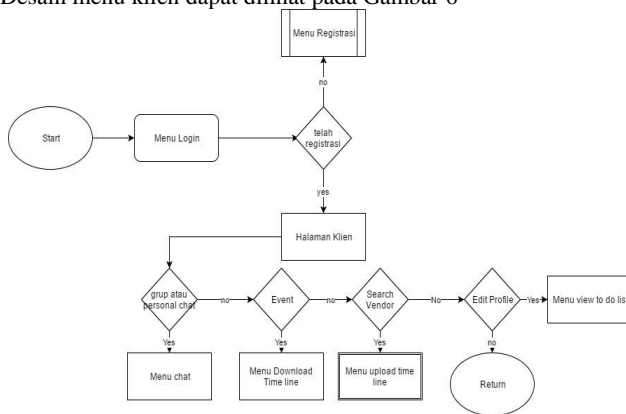 Desain menu klien dapat dilihat pada Gambar 6
Menu Registrasi
no
Start
Menu Login
telah
registrasi
yes
Halaman Klien
grup atau
personal chat
no
Event
no
Search
Vendor
No
Edit Profile
Yes
Menu view to do list
Yes
Yes
Yes
no
Menu chat
Menu Download
Time line
Menu upload time
line
Return